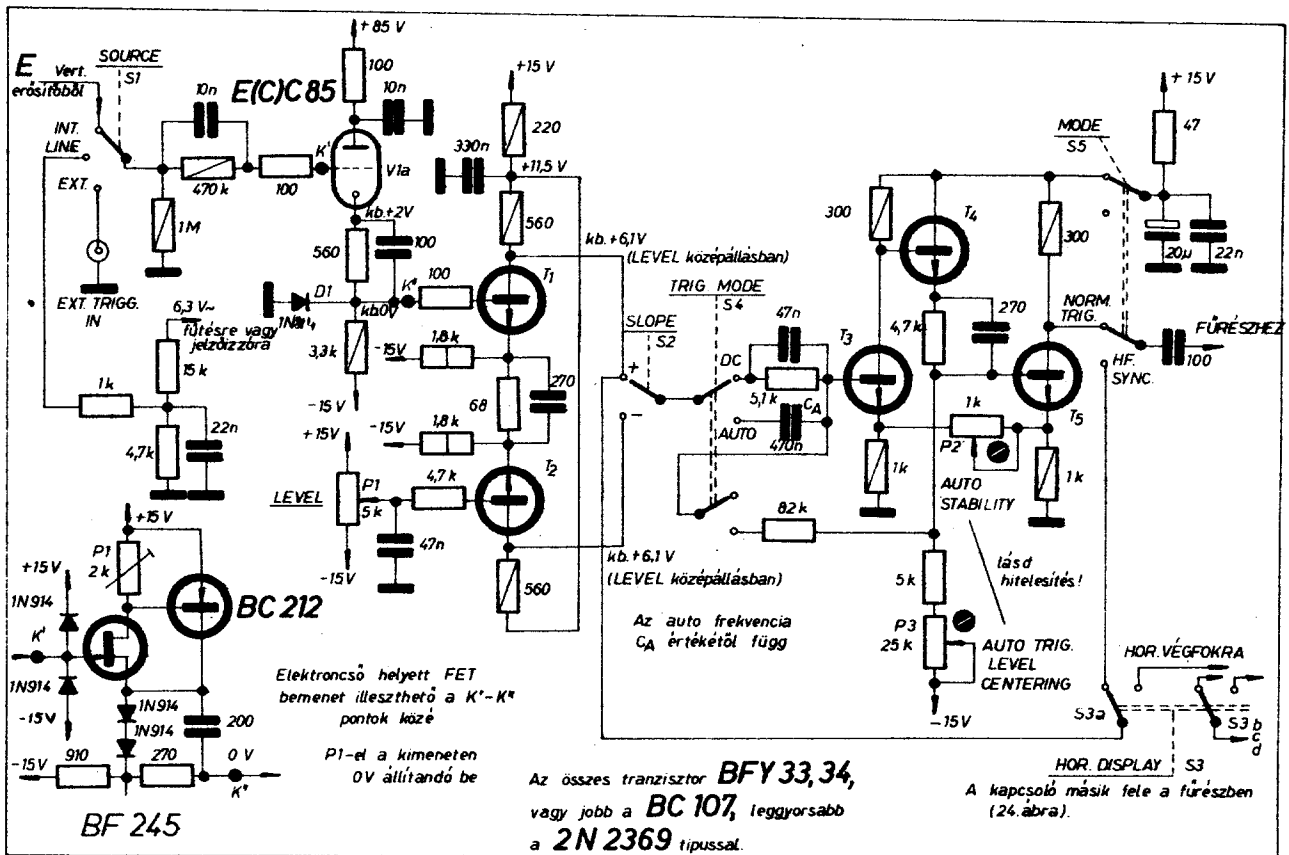 E Vert.
erősítőből
SOURCE
S1
INT.
LINE
EXT.
EXT TRIGG.
IN
10n
470 k
100
1M
K'
E(C)C 85
+85 V
100
10n
V1a
kb.+2V
560
100
D1
1N914
kb.0V
K"
100
3,3k
-15 V
6,3 V~
fűtésre vagy
jelzőizzóra
15 k
1k
4,7k
22n
+15 V
220
330n
+11,5 V
560
kb.+6,1V
(LEVEL középállásban)
T1
-15V
1,8k
68
270
-15V
1,8k
T2
+15V
LEVEL
P1
5k
4,7k
47n
-15V
kb.+6,1 V
(LEVEL középállásban)
560
SLOPE
S2
+
-
TRIG MODE
S4
DC
AUTO
47n
5,1 k
CA
470n
82k
300
T3
T4
4,7k
270
1k
1 k
P2
AUTO
STABILITY
T5
1k
300
5k
P3
25 k
-15V
AUTO TRIG.
LEVEL
CENTERING
lásd
hitelesítés!
MODE
S5
+ 15 V
47
20µ
22n
NORM.
TRIG.
HF.
SYNC.
100
FŰRÉSZHEZ
HOR. VÉGFOKRA
S3a
S3 b
c
d
HOR. DISPLAY S3
A kapcsoló másik fele a fűrészben
(24.ábra).
Az auto frekvencia
CA értékétől függ
+15 V
P1
2k
+15V
1N914
K'
1N914
-15V
BC 212
1N914
1N914
200
-15V
910
270
0 V
K"
BF 245
Elektroncső helyett FET
bemenet illeszthető a K'-K"
pontok közé
P1-el a kimeneten
0V állítandó be
Az összes tranzisztor BFY 33, 34,
vagy jobb a BC 107, leggyorsabb
a 2N 2369 típussal.